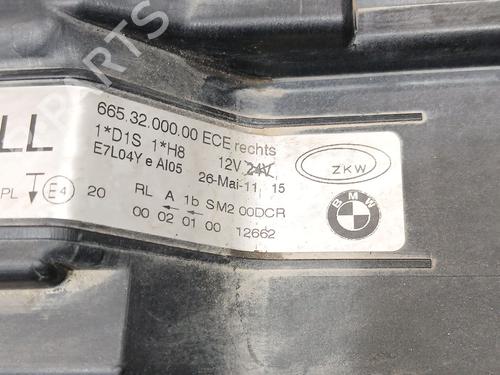 PARTS
LL
665.32.000.00 ECE rechts
1*D1S 1*H8 12V 24V
E7L04Y e AI05 26-Mai-11, 15
ZKW
BMW
PL E4 20 RL A 1b SM2 00DCR
00 02 01 00 12662